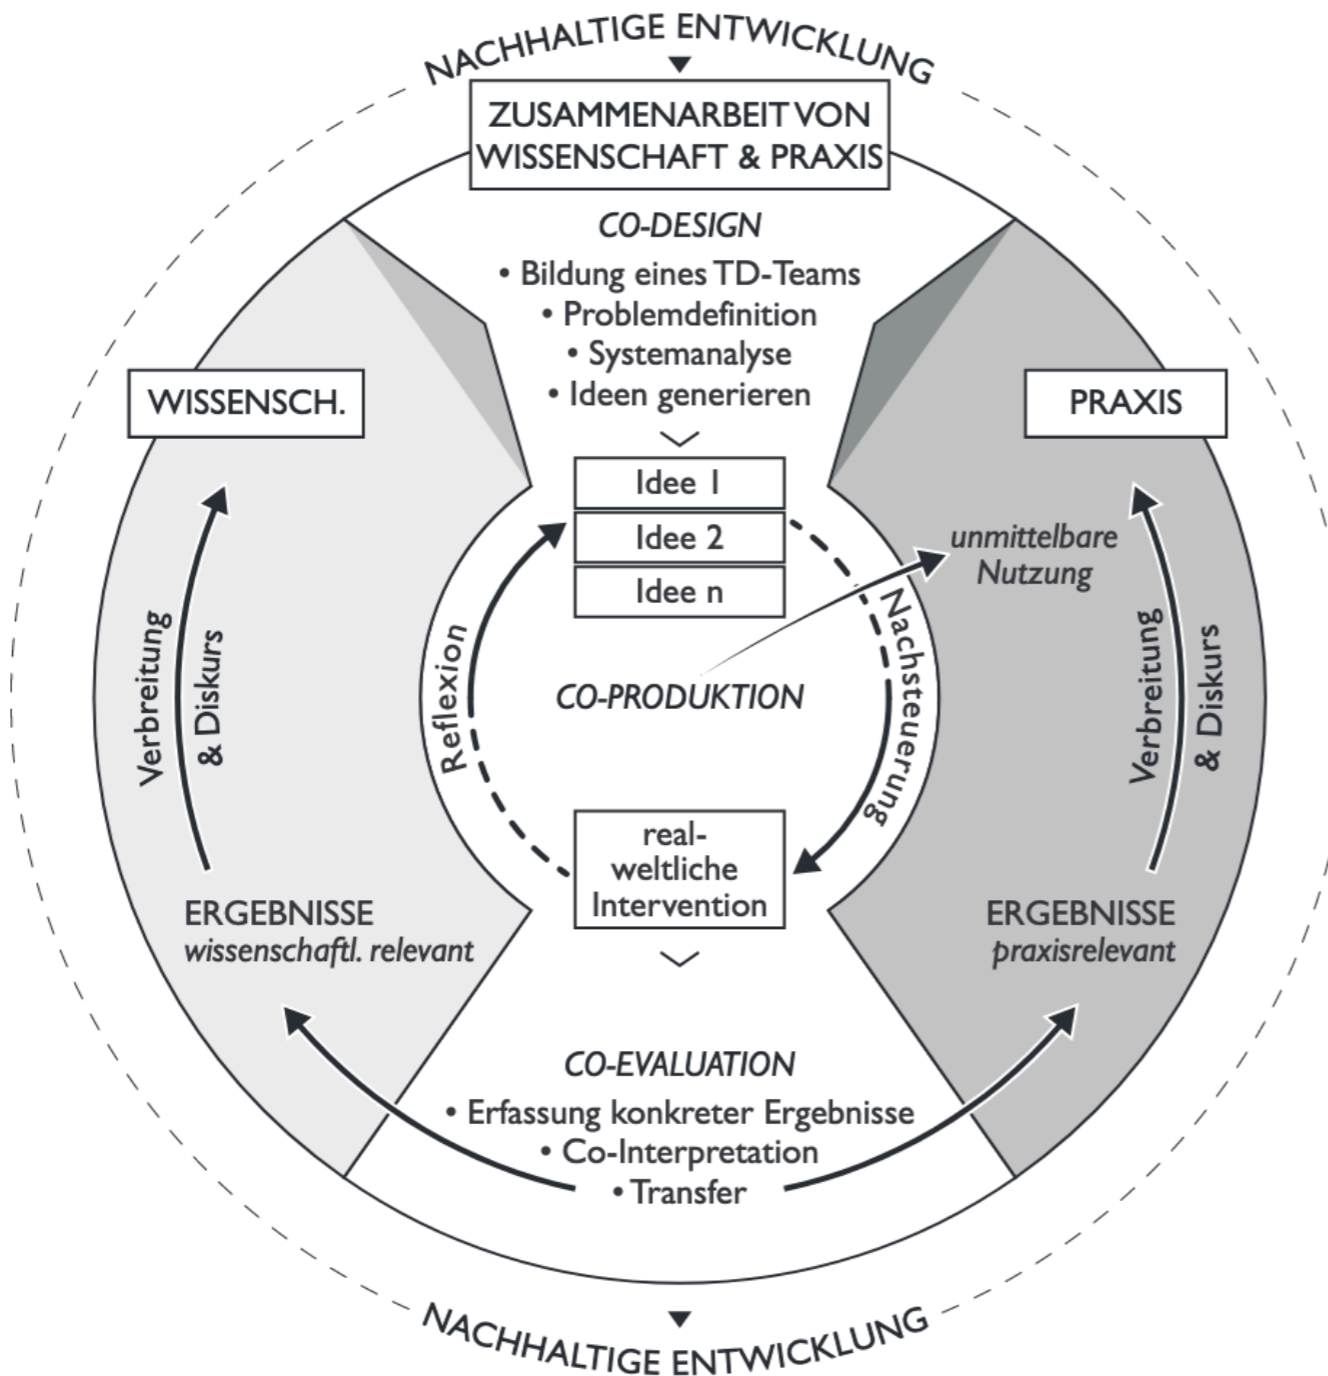 NACHHALTIGE ENTWICKLUNG
ZUSAMMENARBEIT VON
WISSENSCHAFT & PRAXIS
CO-DESIGN
• Bildung eines TD-Teams
• Problemdefinition
• Systemanalyse
• Ideen generieren
WISSENSCH.
PRAXIS
Idee 1
Idee 2
Idee n
unmittelbare
Nutzung
Reflexion
Nachsteuerung
CO-PRODUKTION
Verbreitung
& Diskurs
Verbreitung
& Diskurs
real-
weltliche
Intervention
ERGEBNISSE
wissenschaftl. relevant
ERGEBNISSE
praxisrelevant
CO-EVALUATION
• Erfassung konkreter Ergebnisse
• Co-Interpretation
• Transfer
NACHHALTIGE ENTWICKLUNG